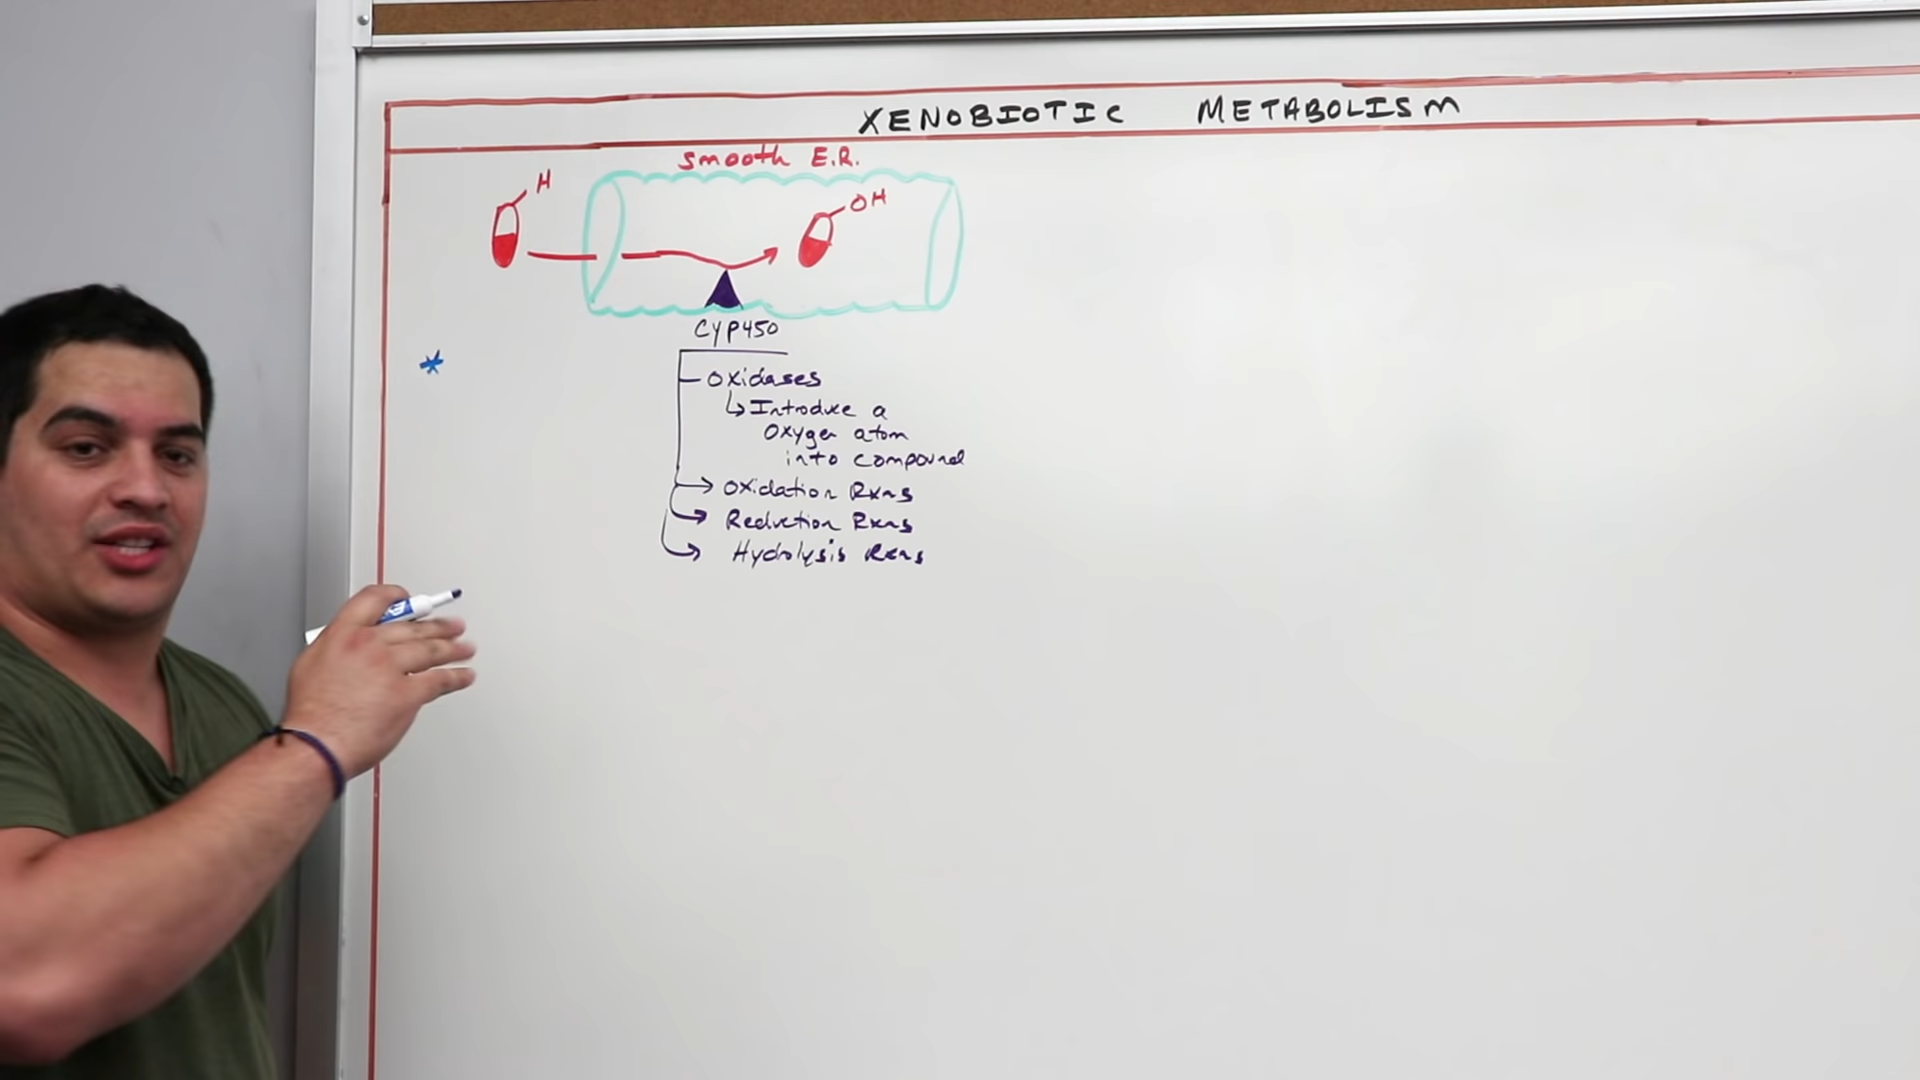 XENOBIOTIC METABOLISM
smooth E.R.
H
OH
CYP450
Oxidases
Introduce a
Oxygen atom
into compound
Oxidation Rxns
Reduction Rxns
Hydrolysis Rxns